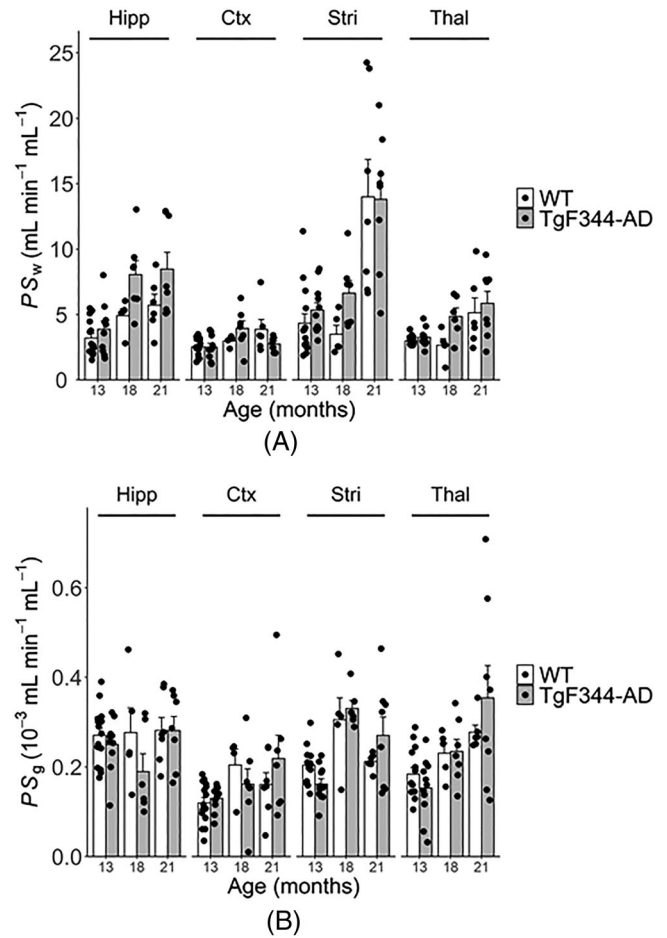 Hipp Ctx Stri Thal
25
20
15
10
5
0
PSw (mL min⁻¹ mL⁻¹)
WT
TgF344-AD
13 18 21 13 18 21 13 18 21 13 18 21
Age (months)
(A)
Hipp Ctx Stri Thal
0.6
0.4
0.2
0.0
PSg (10⁻³ mL min⁻¹ mL⁻¹)
WT
TgF344-AD
13 18 21 13 18 21 13 18 21 13 18 21
Age (months)
(B)